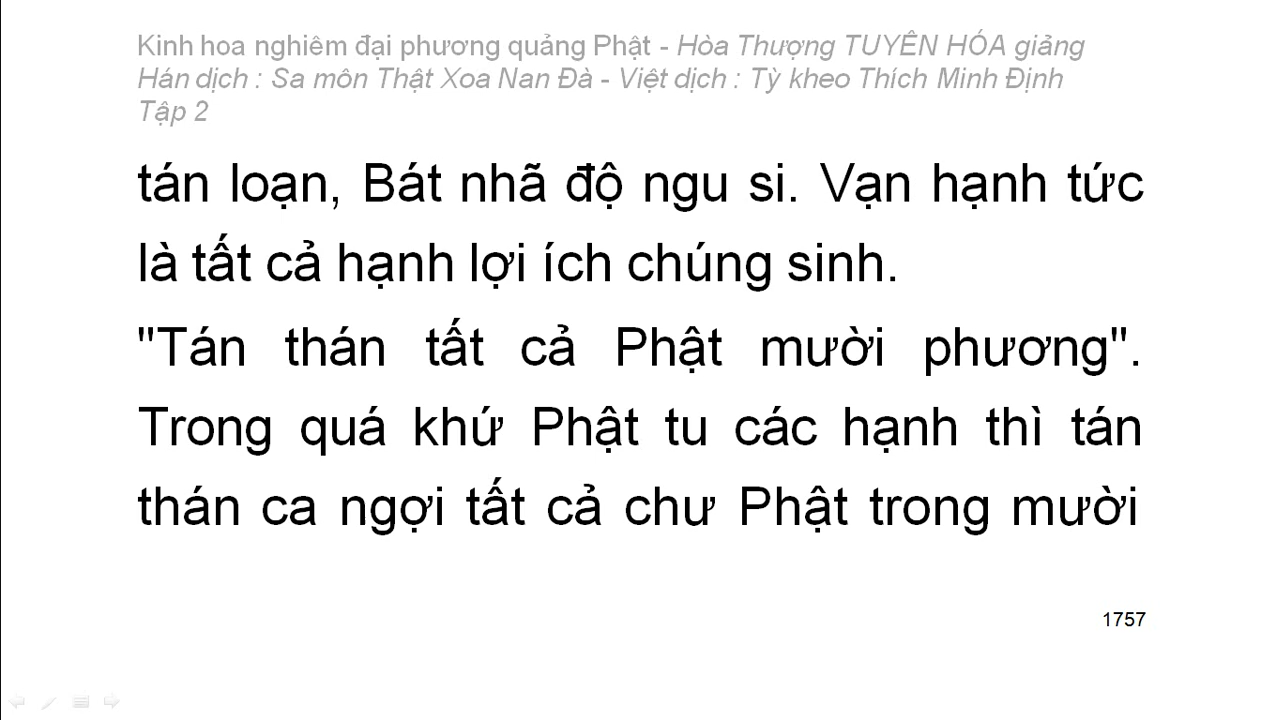 Kinh hoa nghiêm đại phương quảng Phật - Hòa Thượng TUYÊN HÓA giảng
Hán dịch : Sa môn Thật Xoa Nan Đà - Việt dịch : Tỳ kheo Thích Minh Định
Tập 2
tán loạn, Bát nhã độ ngu si. Vạn hạnh tức
là tất cả hạnh lợi ích chúng sinh.
"Tán thán tất cả Phật mười phương".
Trong quá khứ Phật tu các hạnh thì tán
thán ca ngợi tất cả chư Phật trong mười
1757